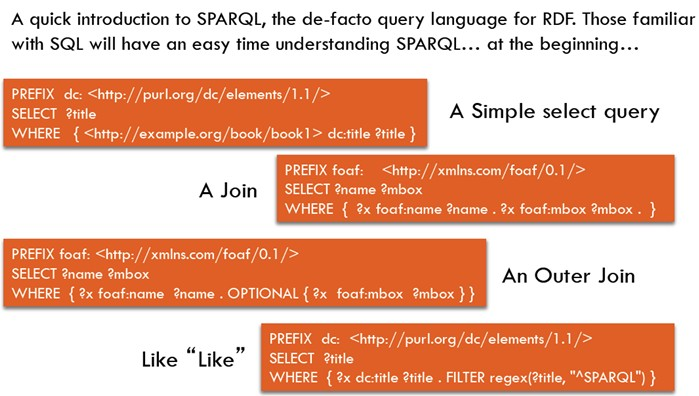 A quick introduction to SPARQL, the de-facto query language for RDF. Those familiar
with SQL will have an easy time understanding SPARQL… at the beginning…
PREFIX dc: <http://purl.org/dc/elements/1.1/>
SELECT ?title
WHERE { <http://example.org/book/book1> dc:title ?title }
A Simple select query
A Join
PREFIX foaf: <http://xmlns.com/foaf/0.1/>
SELECT ?name ?mbox
WHERE { ?x foaf:name ?name . ?x foaf:mbox ?mbox . }
PREFIX foaf: <http://xmlns.com/foaf/0.1/>
SELECT ?name ?mbox
WHERE { ?x foaf:name ?name . OPTIONAL { ?x foaf:mbox ?mbox } }
An Outer Join
Like “Like”
PREFIX dc: <http://purl.org/dc/elements/1.1/>
SELECT ?title
WHERE { ?x dc:title ?title . FILTER regex(?title, "^SPARQL") }